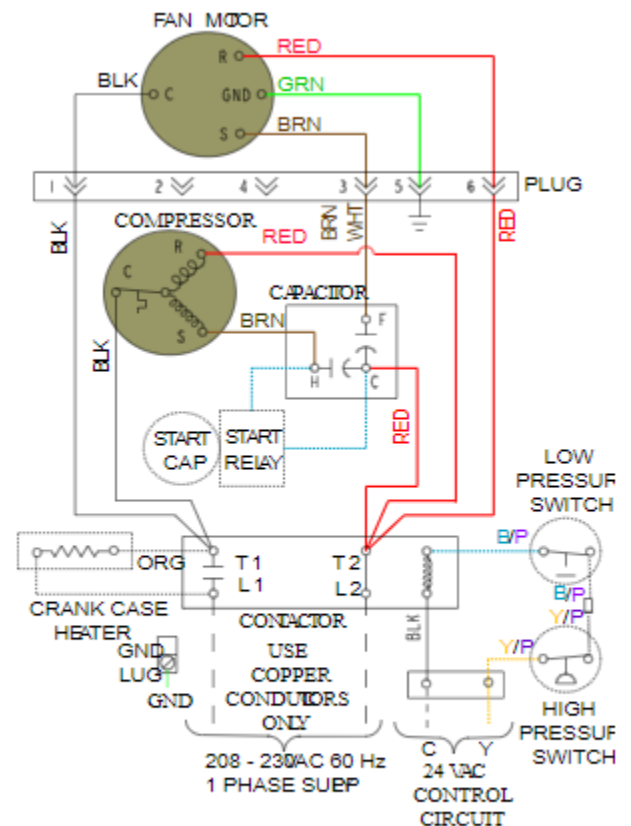 FAN MOTOR
R
RED
BLK
C
GND
GRN
S
BRN
1
2
4
3
5
6
PLUG
BLK
COMPRESSOR
R
RED
BRN
WHT
RED
C
S
BRN
CAPACITOR
F
H
C
BLK
RED
START
CAP
START
RELAY
LOW
PRESSUR
SWITCH
B/P
ORG
T1
T2
L1
L2
CRANK CASE
HEATER
CONTACTOR
BLK
B/P
Y/P
Y/P
GND
LUG
GND
USE
COPPER
CONDUCTORS
ONLY
HIGH
PRESSUR
SWITCH
208 - 230VAC 60 Hz
1 PHASE SUPP
C
Y
24 VAC
CONTROL
CIRCUIT